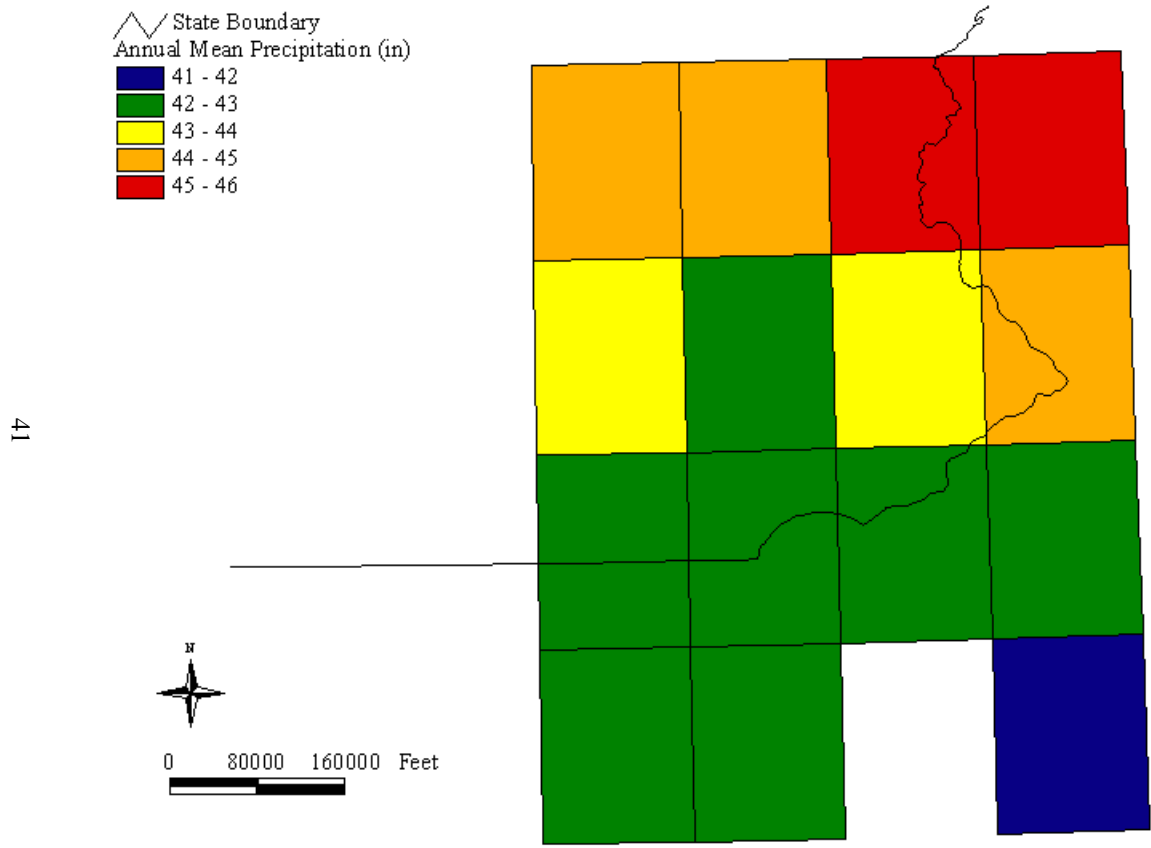 State Boundary
Annual Mean Precipitation (in)
41 - 42
42 - 43
43 - 44
44 - 45
45 - 46
41
N
0 80000 160000 Feet